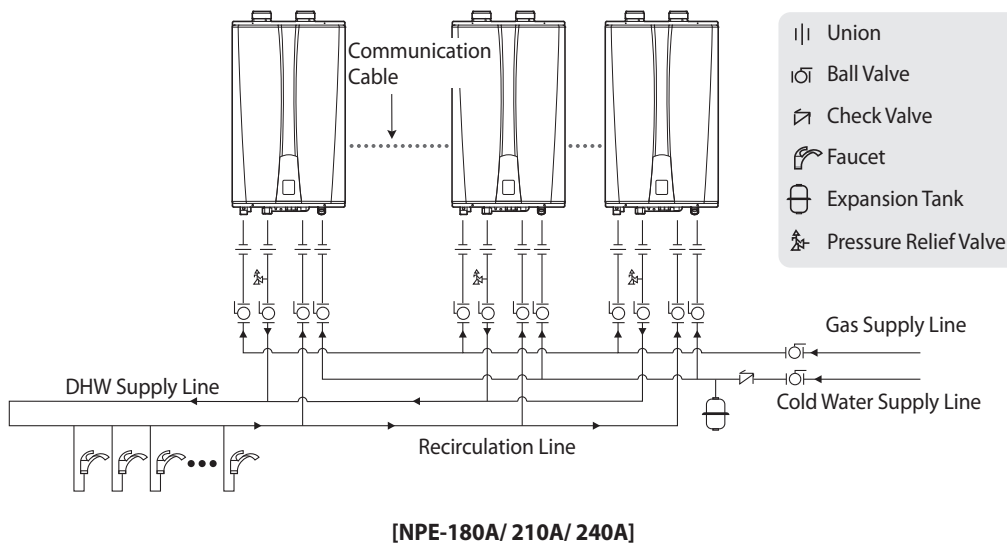 Communication
Cable
Union
Ball Valve
Check Valve
Faucet
Expansion Tank
Pressure Relief Valve
Gas Supply Line
DHW Supply Line
Cold Water Supply Line
Recirculation Line
[NPE-180A/ 210A/ 240A]